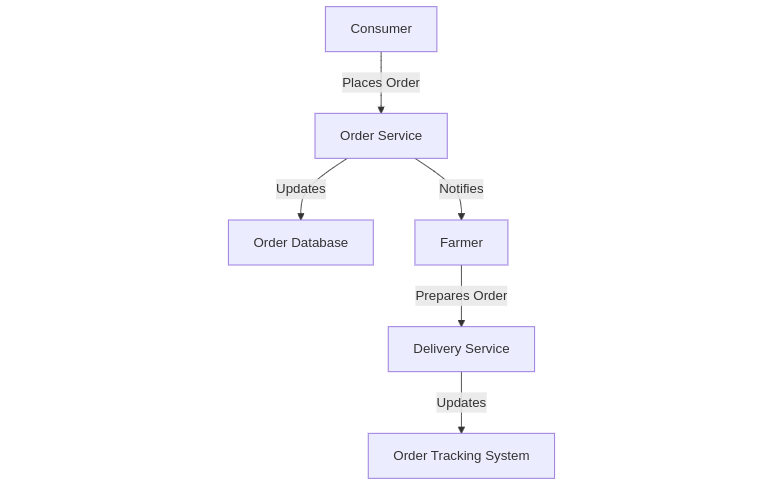 Consumer
Places Order
Order Service
Updates
Notifies
Order Database
Farmer
Prepares Order
Delivery Service
Updates
Order Tracking System